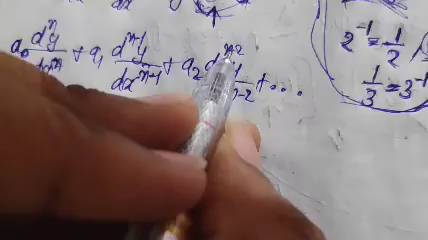 a₀ dⁿy/dxⁿ + a₁ dⁿ⁻¹y/dxⁿ⁻¹ + a₂ dⁿ⁻²y/ⁿ⁻² + ....
2⁻¹ = 1/2
1/3 = 3⁻¹